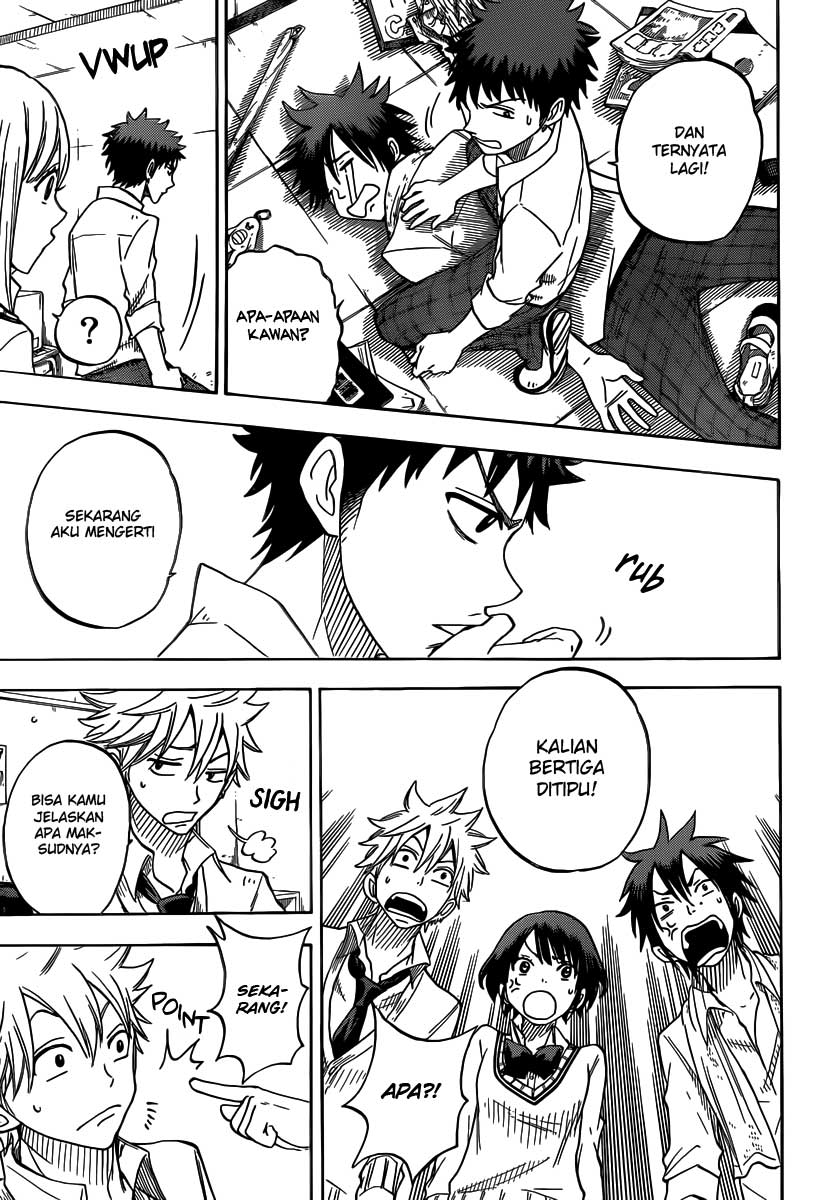 DAN
TERNYATA
LAGI!
APA-APAAN
KAWAN?
VWUP
?
SEKARANG
AKU MENGERTI
rub
KALIAN
BERTIGA
DITIPU!
APA?!
BISA KAMU
JELASKAN
APA MAK-
SUDNYA?
SIGH
SEKA-
RANG!
POINT